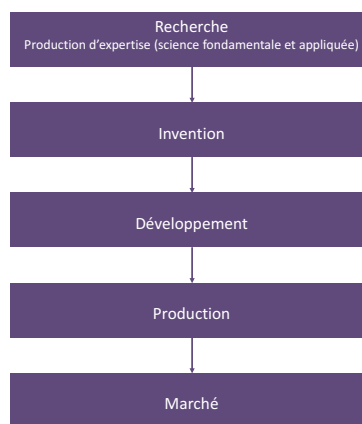 Recherche
Production d’expertise (science fondamentale et appliquée)
Invention
Développement
Production
Marché